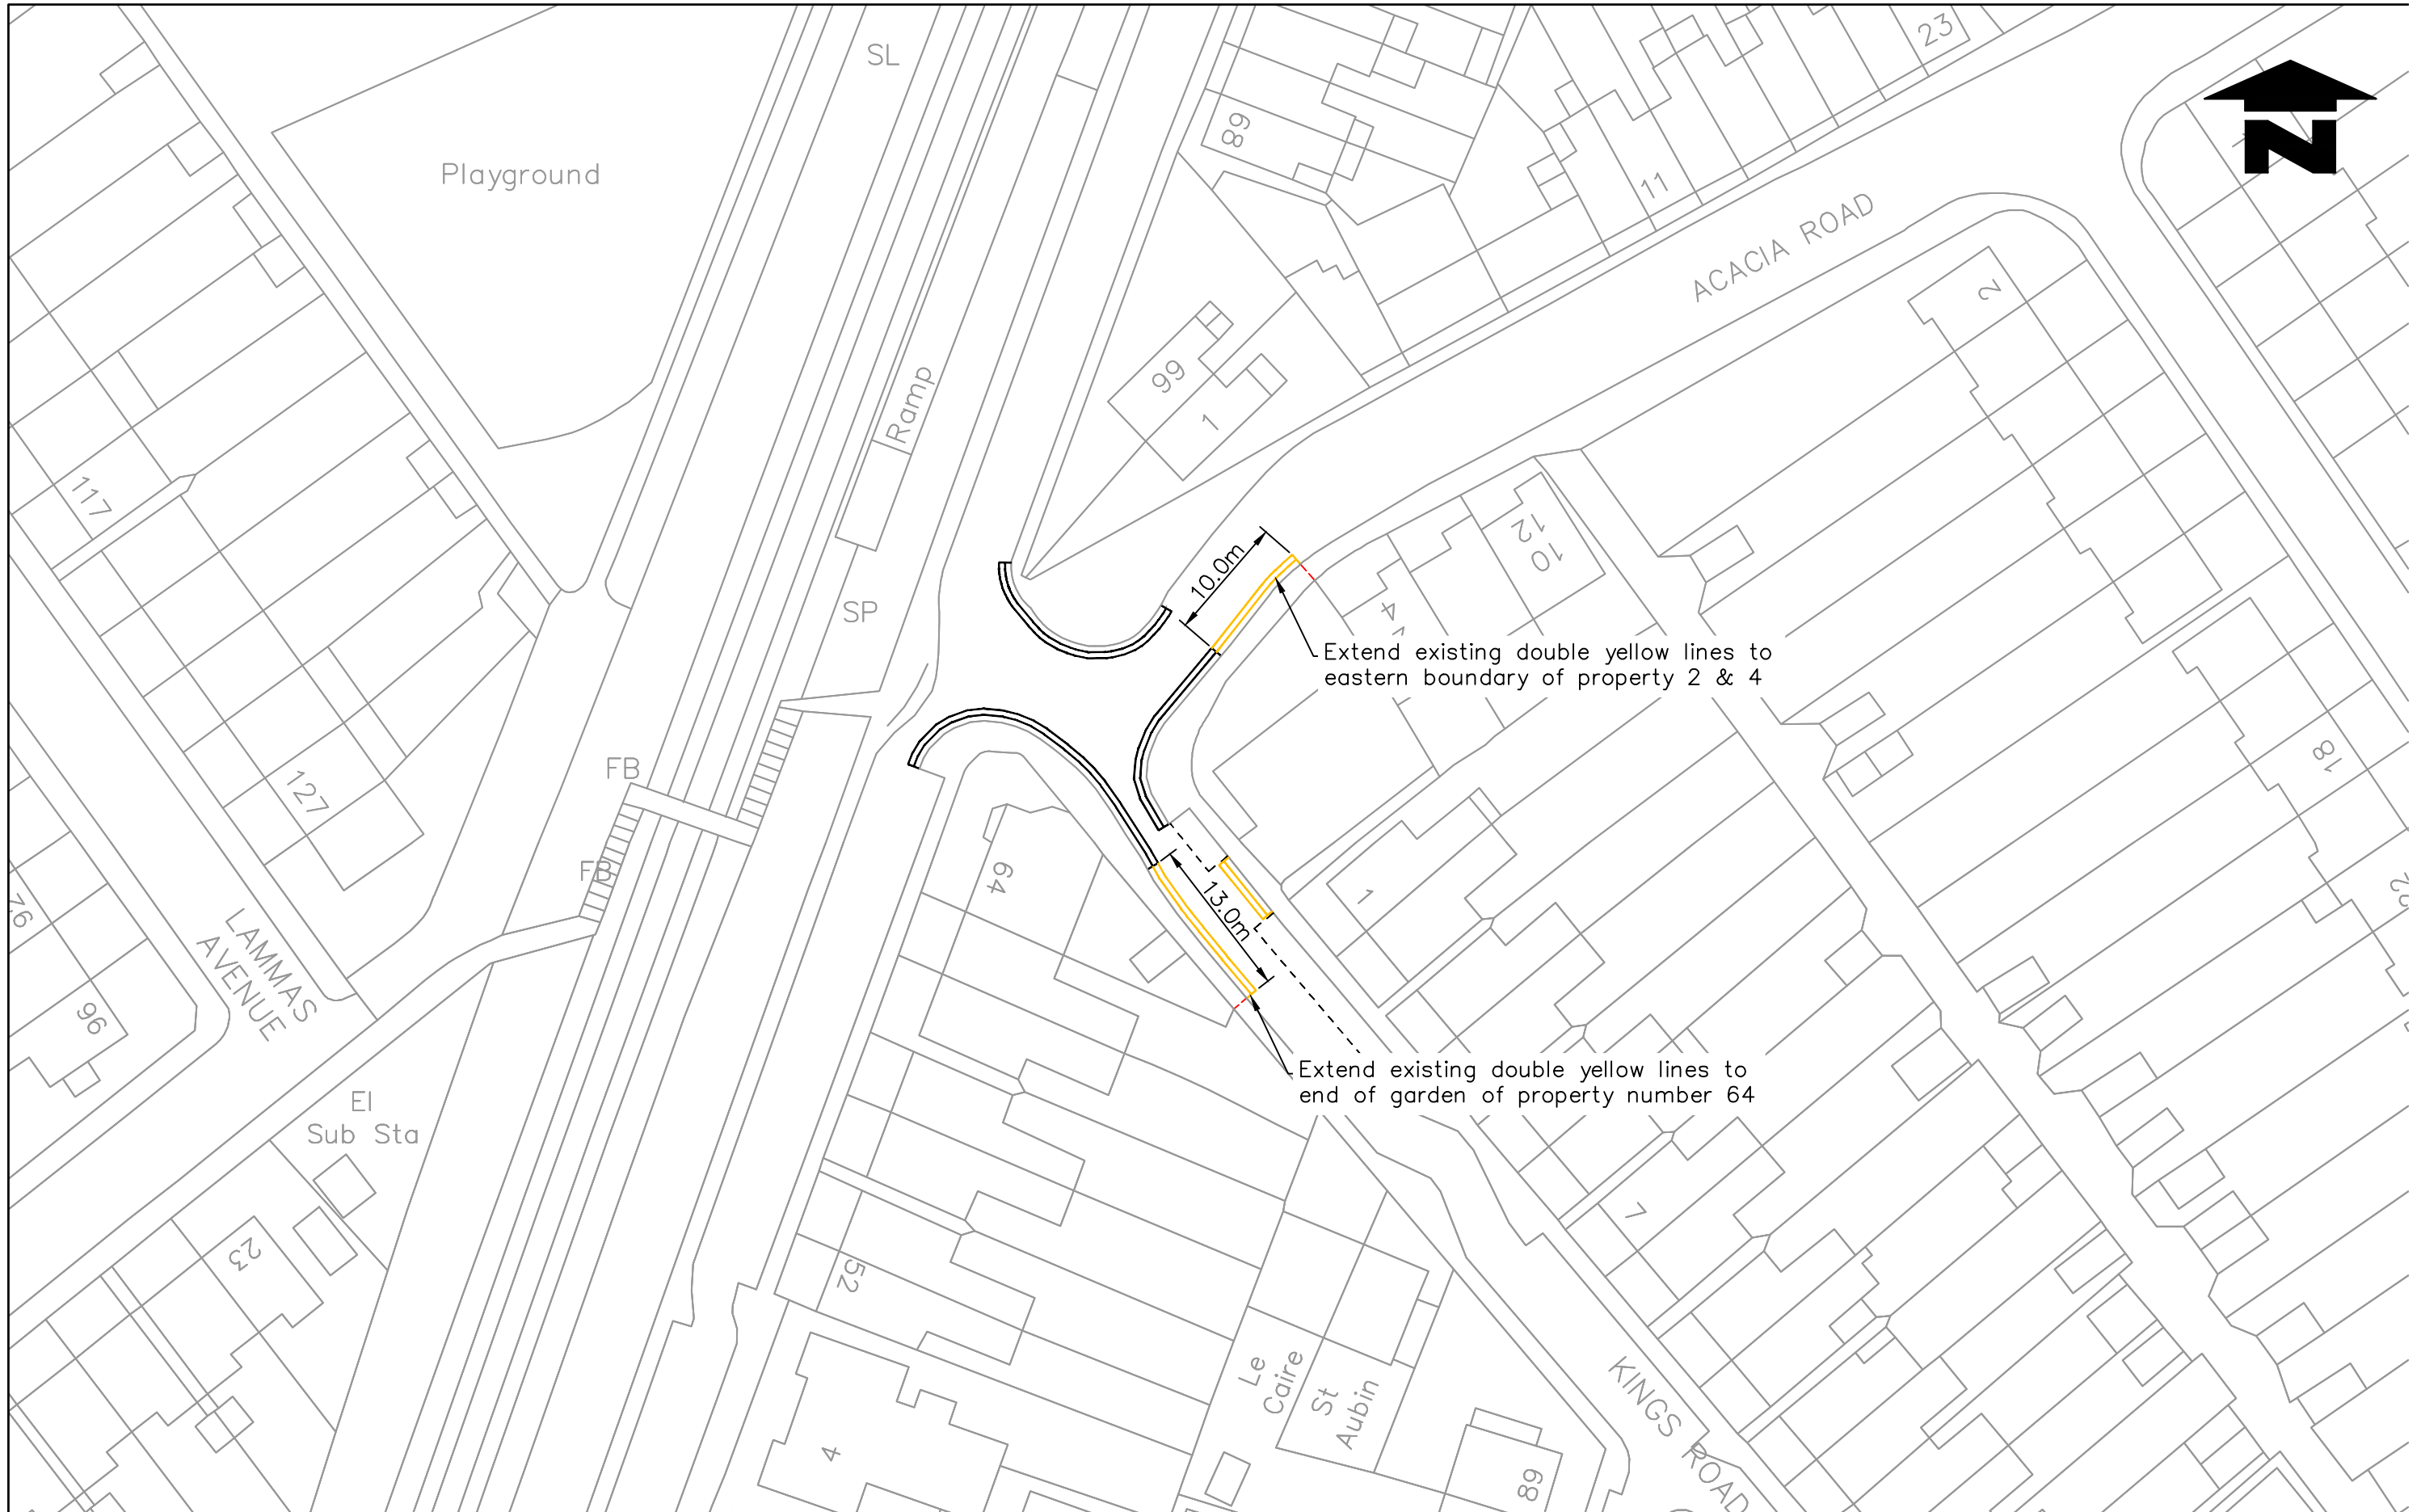 SL
23
N
Playground
89
11
ACACIA ROAD
2
Ramp
99
1
117
10.0m
12
10
4
SP
Extend existing double yellow lines to
eastern boundary of property 2 & 4
FB
127
18
FB
64
1
13.0m
22
92
LAMMAS
AVENUE
96
Extend existing double yellow lines to
end of garden of property number 64
El
Sub Sta
7
23
52
Le
Caire
St
Aubin
KINGS ROAD
4
89